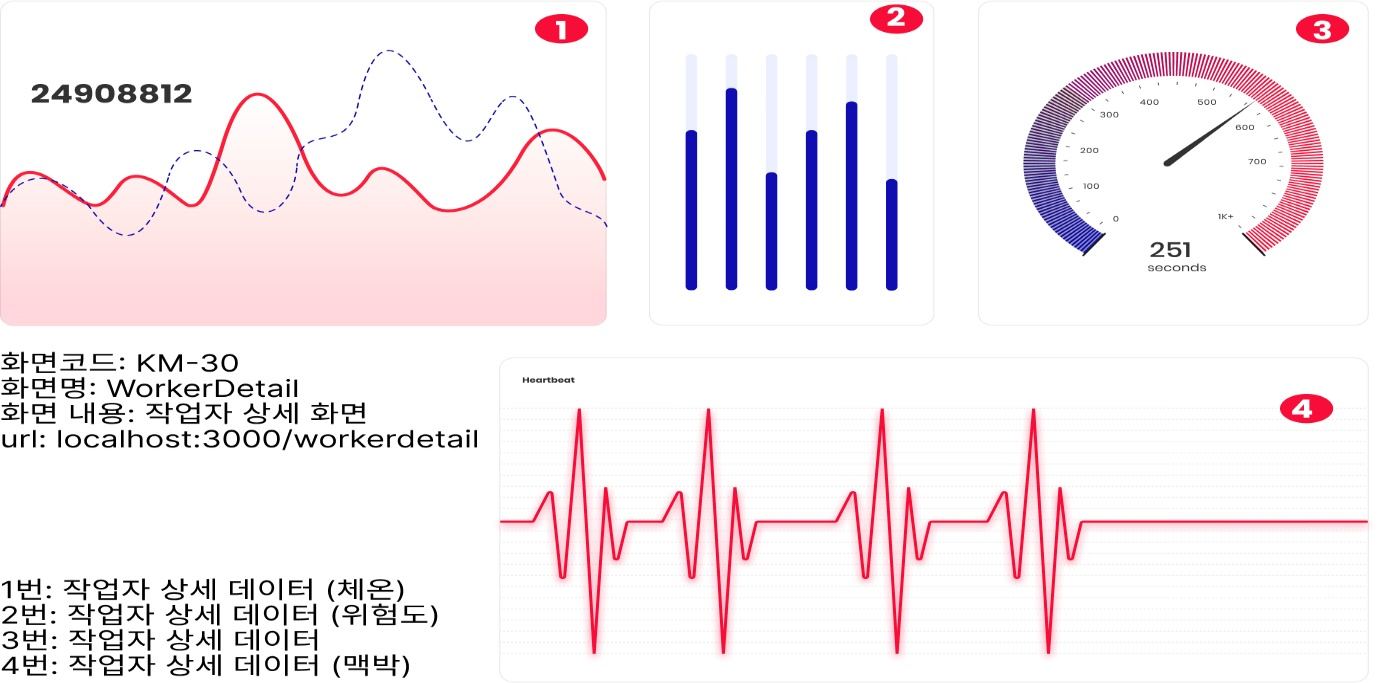 1
24908812
2
3
0
100
200
300
400
500
600
700
1K+
251
seconds
화면코드: KM-30
화면명: WorkerDetail
화면 내용: 작업자 상세 화면
url: localhost:3000/workerdetail
Heartbeat
4
1번: 작업자 상세 데이터 (체온)
2번: 작업자 상세 데이터 (위험도)
3번: 작업자 상세 데이터
4번: 작업자 상세 데이터 (맥박)